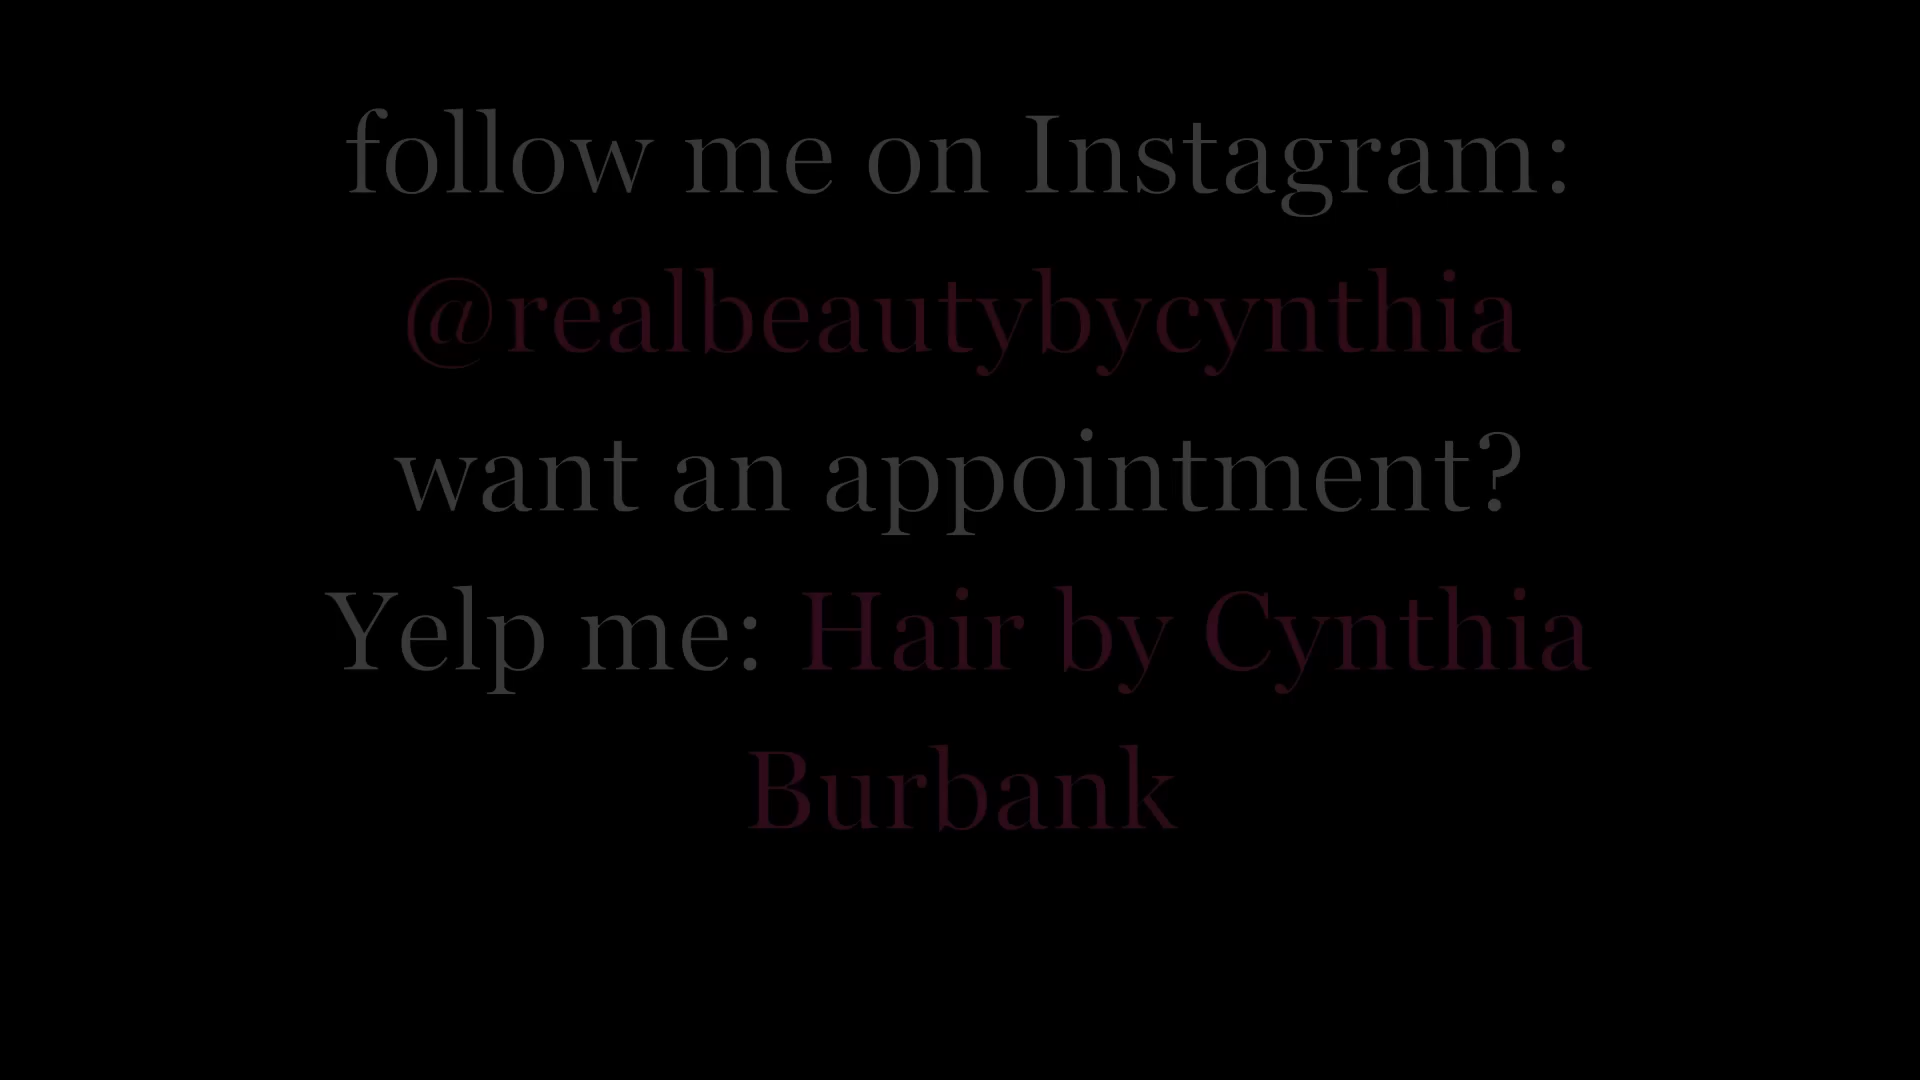 follow me on Instagram:
@realbeautybycynthia
want an appointment?
Yelp me: Hair by Cynthia
Burbank